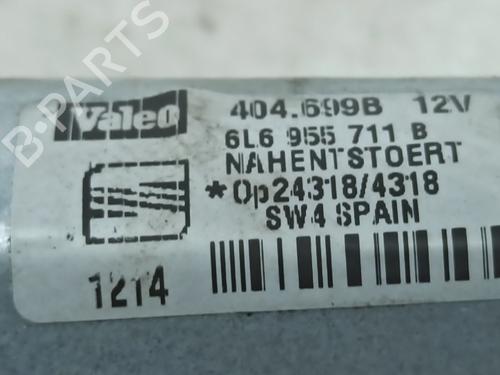 Valeo
404.699B 12V
6L6 955 711 B
NAHENTSTOERT
*Op24318/4318
SW4 SPAIN
1214
B-PARTS